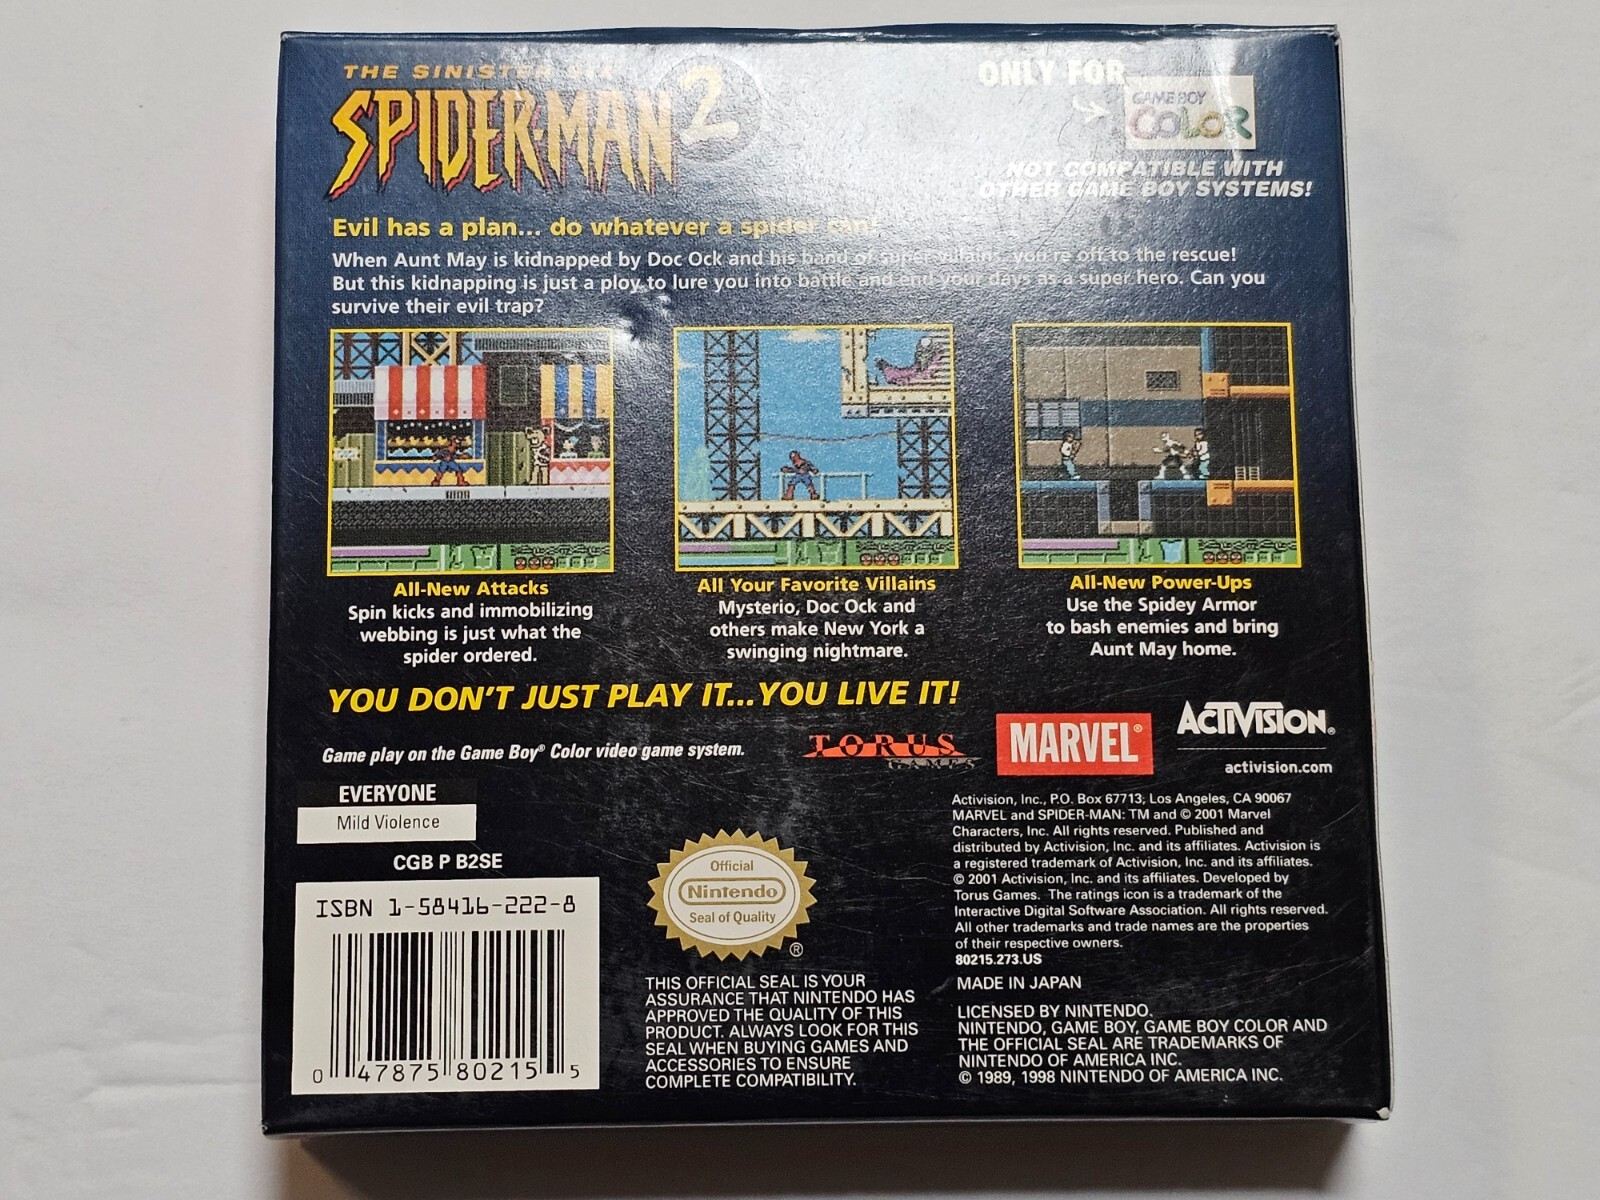 THE SINISTER SIX
SPIDER-MAN 2
ONLY FOR
GAME BOY
COLOR
NOT COMPATIBLE WITH
OTHER GAME BOY SYSTEMS!
Evil has a plan... do whatever a spider can!
When Aunt May is kidnapped by Doc Ock and his band of super-villains, you're off to the rescue!
But this kidnapping is just a ploy to lure you into battle and end your days as a super hero. Can you
survive their evil trap?
All-New Attacks
Spin kicks and immobilizing
webbing is just what the
spider ordered.
All Your Favorite Villains
Mysterio, Doc Ock and
others make New York a
swinging nightmare.
All-New Power-Ups
Use the Spidey Armor
to bash enemies and bring
Aunt May home.
YOU DON'T JUST PLAY IT...YOU LIVE IT!
Game play on the Game Boy® Color video game system.
TORUS
GAMES
MARVEL®
ACTIVISION®
activision.com
EVERYONE
Mild Violence
CGB P B2SE
ISBN 1-58416-222-8
0 47875 80215 5
Official
Nintendo
Seal of Quality
®
THIS OFFICIAL SEAL IS YOUR
ASSURANCE THAT NINTENDO HAS
APPROVED THE QUALITY OF THIS
PRODUCT. ALWAYS LOOK FOR THIS
SEAL WHEN BUYING GAMES AND
ACCESSORIES TO ENSURE
COMPLETE COMPATIBILITY.
Activision, Inc., P.O. Box 67713, Los Angeles, CA 90067
MARVEL and SPIDER-MAN: TM and © 2001 Marvel
Characters, Inc. All rights reserved. Published and
distributed by Activision, Inc. and its affiliates. Activision is
a registered trademark of Activision, Inc. and its affiliates.
© 2001 Activision, Inc. and its affiliates. Developed by
Torus Games. The ratings icon is a trademark of the
Interactive Digital Software Association. All rights reserved.
All other trademarks and trade names are the properties
of their respective owners.
80215.273.US
MADE IN JAPAN
LICENSED BY NINTENDO.
NINTENDO, GAME BOY, GAME BOY COLOR AND
THE OFFICIAL SEAL ARE TRADEMARKS OF
NINTENDO OF AMERICA INC.
© 1989, 1998 NINTENDO OF AMERICA INC.